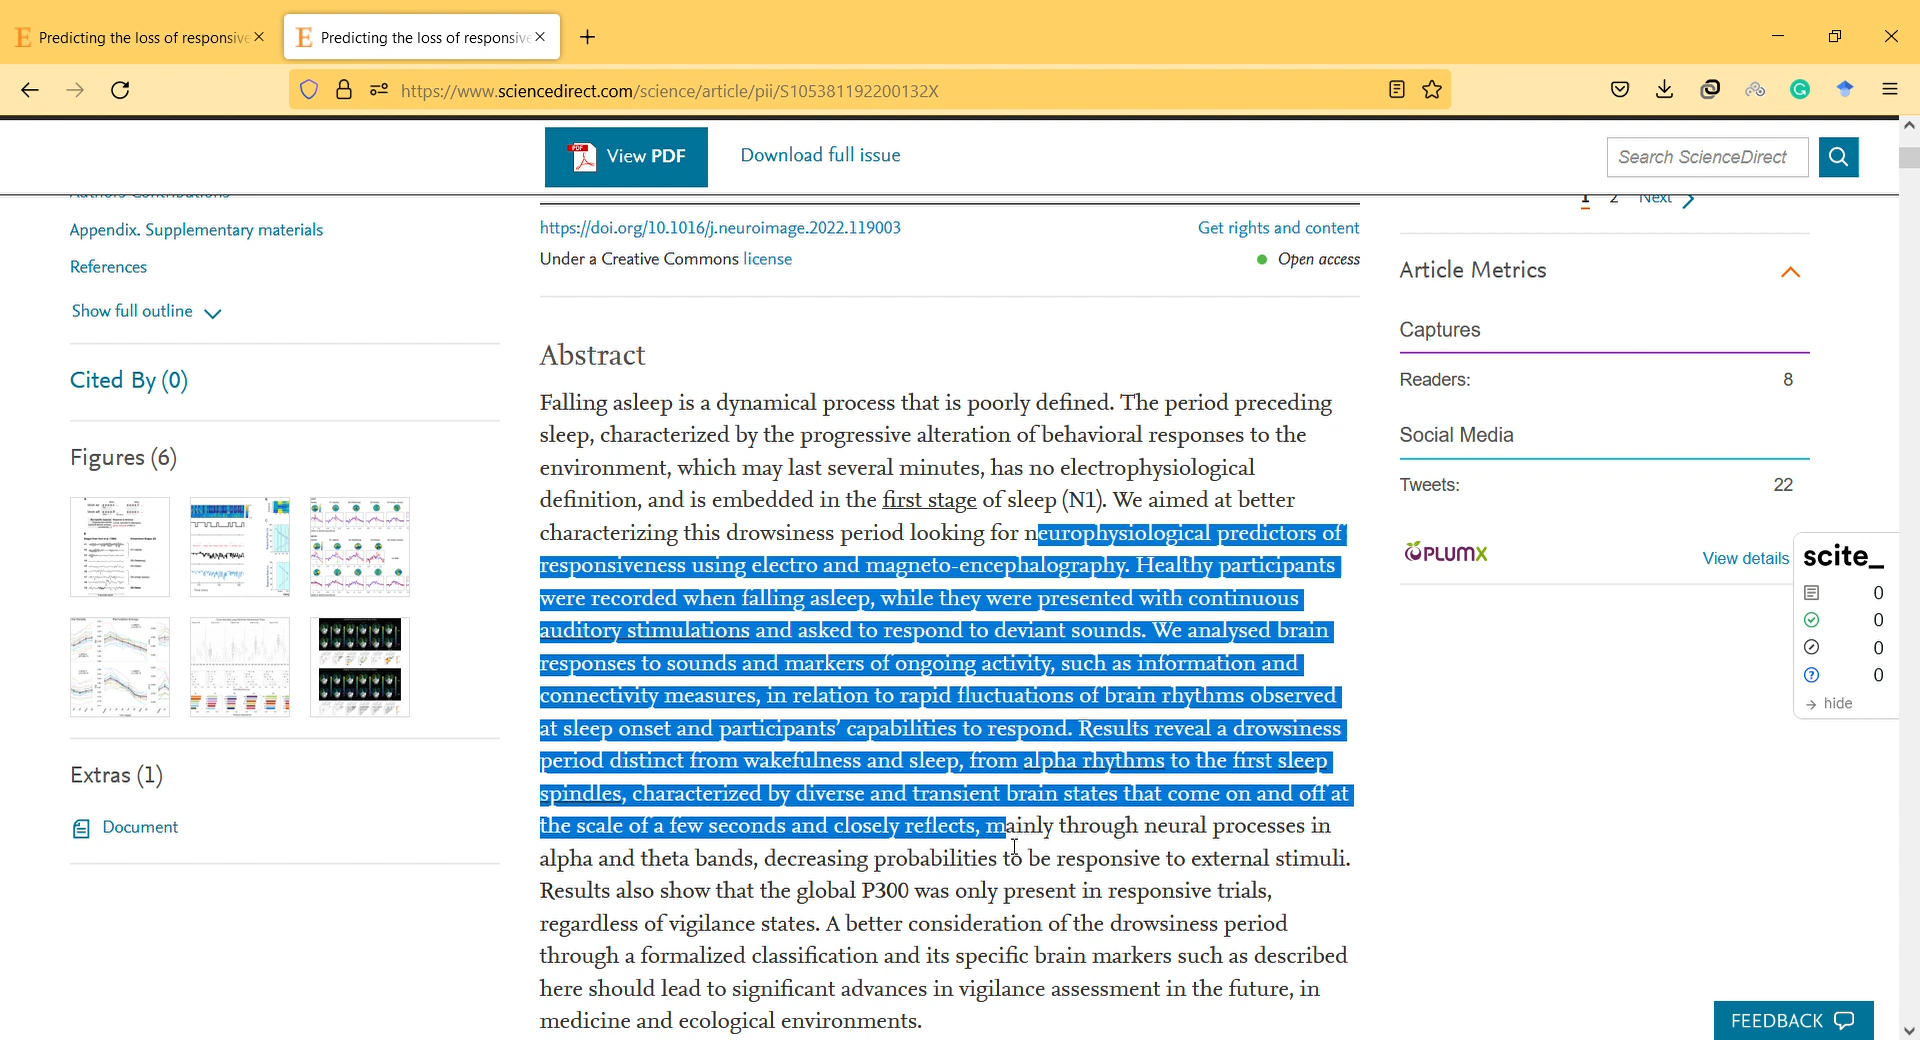 Predicting the loss of responsive
Predicting the loss of responsive
https://www.sciencedirect.com/science/article/pii/S105381192200132X
View PDF
Download full issue
Search ScienceDirect
Authors Contributions
Appendix. Supplementary materials
References
Show full outline
Cited By (0)
Figures (6)
Extras (1)
Document
https://doi.org/10.1016/j.neuroimage.2022.119003
Get rights and content
Under a Creative Commons license
Open access
Abstract
Falling asleep is a dynamical process that is poorly defined. The period preceding
sleep, characterized by the progressive alteration of behavioral responses to the
environment, which may last several minutes, has no electrophysiological
definition, and is embedded in the first stage of sleep (N1). We aimed at better
characterizing this drowsiness period looking for neurophysiological predictors of
responsiveness using electro and magneto-encephalography. Healthy participants
were recorded when falling asleep, while they were presented with continuous
auditory stimulations and asked to respond to deviant sounds. We analysed brain
responses to sounds and markers of ongoing activity, such as information and
connectivity measures, in relation to rapid fluctuations of brain rhythms observed
at sleep onset and participants’ capabilities to respond. Results reveal a drowsiness
period distinct from wakefulness and sleep, from alpha rhythms to the first sleep
spindles, characterized by diverse and transient brain states that come on and off at
the scale of a few seconds and closely reflects, mainly through neural processes in
alpha and theta bands, decreasing probabilities to be responsive to external stimuli.
Results also show that the global P300 was only present in responsive trials,
regardless of vigilance states. A better consideration of the drowsiness period
through a formalized classification and its specific brain markers such as described
here should lead to significant advances in vigilance assessment in the future, in
medicine and ecological environments.
1 2 Next
Article Metrics
Captures
Readers: 8
Social Media
Tweets: 22
PLUMX
View details
scite_
0
0
0
0
hide
FEEDBACK